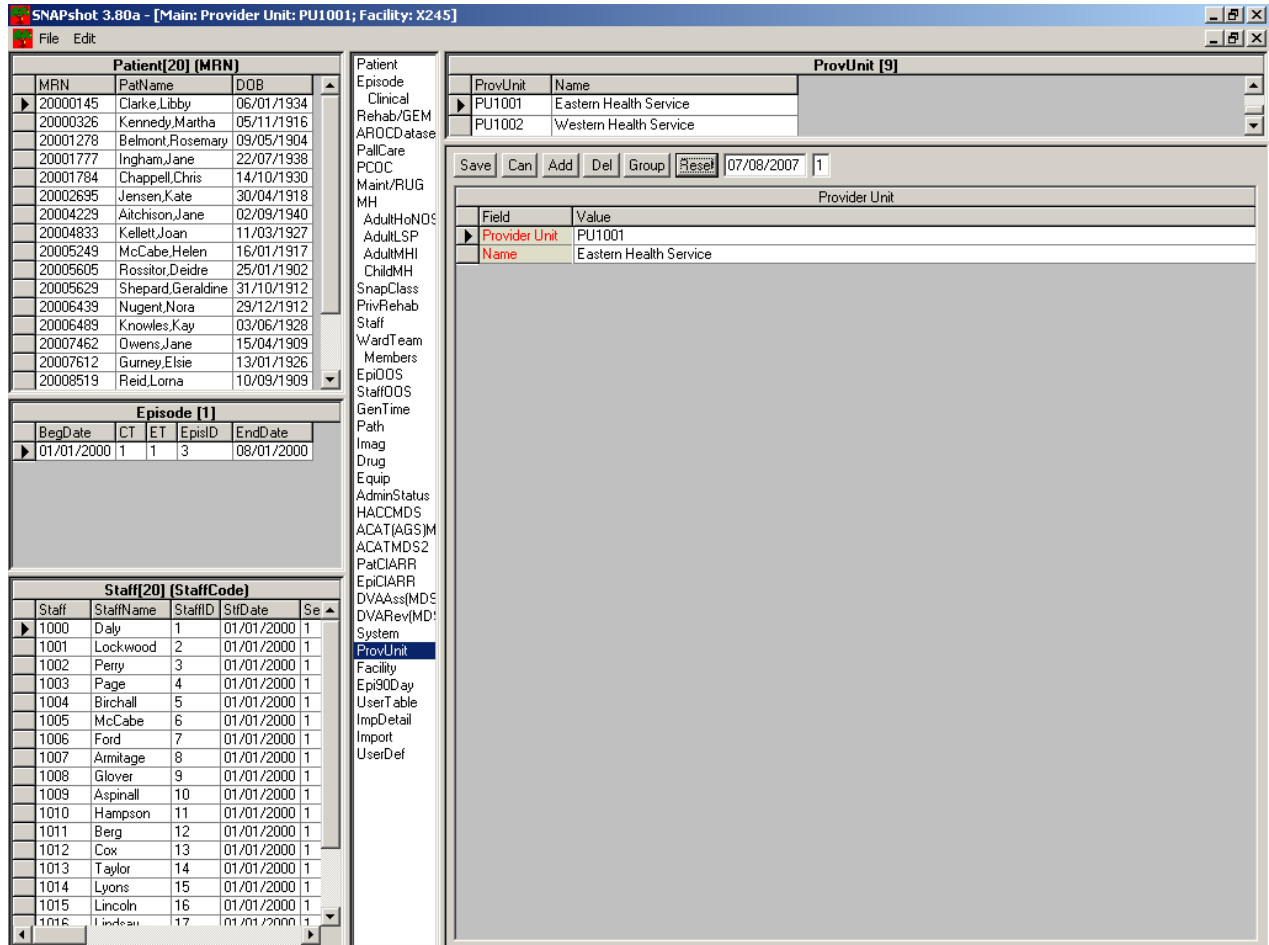 SNAPshot 3.80a - [Main: Provider Unit: PU1001; Facility: X245]
File Edit
Patient[20] (MRN)
MRN PatName DOB
20000145 Clarke,Libby 06/01/1934
20000326 Kennedy,Martha 05/11/1916
20001278 Belmont,Rosemary 09/05/1904
20001777 Ingham,Jane 22/07/1938
20001784 Chappell,Chris 14/10/1930
20002695 Jensen,Kate 30/04/1918
20004229 Aitchison,Jane 02/09/1940
20004833 Kellett,Joan 11/03/1927
20005249 McCabe,Helen 16/01/1917
20005605 Rossitor,Deidre 25/01/1902
20005629 Shepard,Geraldine 31/10/1912
20006439 Nugent,Nora 29/12/1912
20006489 Knowles,Kay 03/06/1928
20007462 Owens,Jane 15/04/1909
20007612 Gurney,Elsie 13/01/1926
20008519 Reid,Lorna 10/09/1909
Episode [1]
BegDate CT ET EpisID EndDate
01/01/2000 1 1 3 08/01/2000
Staff[20] (StaffCode)
Staff StaffName StaffID StfDate Se
1000 Daly 1 01/01/2000 1
1001 Lockwood 2 01/01/2000 1
1002 Perry 3 01/01/2000 1
1003 Page 4 01/01/2000 1
1004 Birchall 5 01/01/2000 1
1005 McCabe 6 01/01/2000 1
1006 Ford 7 01/01/2000 1
1007 Armitage 8 01/01/2000 1
1008 Glover 9 01/01/2000 1
1009 Aspinall 10 01/01/2000 1
1010 Hampson 11 01/01/2000 1
1011 Berg 12 01/01/2000 1
1012 Cox 13 01/01/2000 1
1013 Taylor 14 01/01/2000 1
1014 Lyons 15 01/01/2000 1
1015 Lincoln 16 01/01/2000 1
1016 Lindsay 17 01/01/2000 1
Patient
Episode
Clinical
Rehab/GEM
AROCDatase
PallCare
PCOC
Maint/RUG
MH
AdultHoNOS
AdultLSP
AdultMHI
ChildMH
SnapClass
PrivRehab
Staff
WardTeam
Members
EpiOOS
StaffOOS
GenTime
Path
Imag
Drug
Equip
AdminStatus
HACCMDS
ACAT(AGS)M
ACATMDS2
PatCIARR
EpiCIARR
DVAAss(MDS
DVARev(MD
System
ProvUnit
Facility
Epi90Day
UserTable
ImpDetail
Import
UserDef
ProvUnit [9]
ProvUnit Name
PU1001 Eastern Health Service
PU1002 Western Health Service
Save Can Add Del Group Reset 07/08/2007 1
Provider Unit
Field Value
Provider Unit PU1001
Name Eastern Health Service